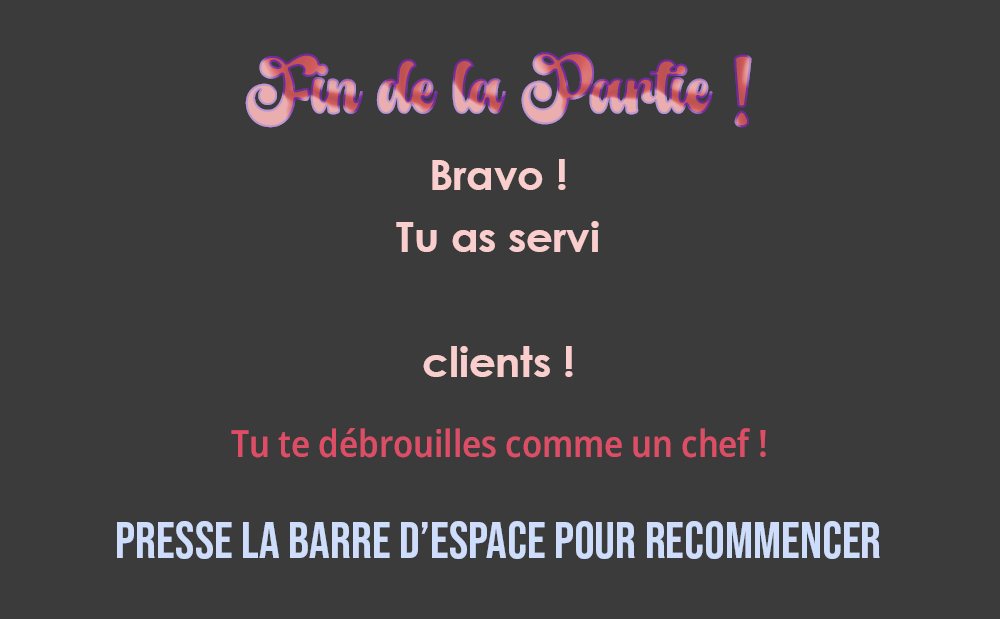 Fin de la Partie !
Bravo !
Tu as servi
clients !
Tu te débrouilles comme un chef !
PRESSE LA BARRE D’ESPACE POUR RECOMMENCER